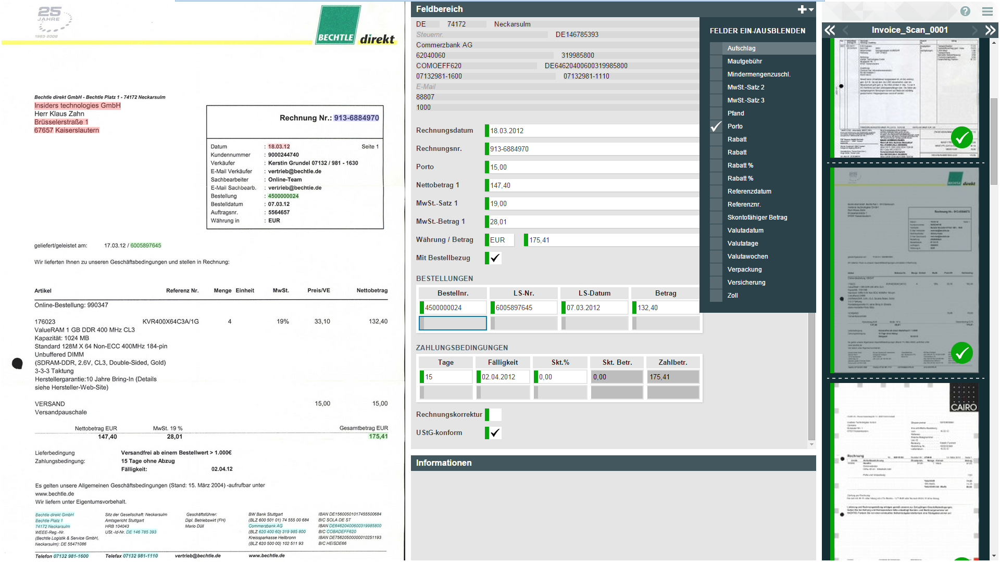 25
JAHRE
1983-2008
BECHTLE direkt
Bechtle direkt GmbH - Bechtle Platz 1 - 74172 Neckarsulm
Insiders technologies GmbH
Herr Klaus Zahn
Brüsselerstraße 1
67657 Kaiserslautern
Rechnung Nr.: 913-6884970
Datum : 18.03.12 Seite 1
Kundennummer : 9000244740
Verkäufer : Kerstin Grundel 07132 / 981 - 1630
E-Mail Verkäufer : vertrieb@bechtle.de
Sachbearbeiter : Online-Team
E-Mail Sachbearb. : vertrieb@bechtle.de
Bestellung : 4500000024
Bestelldatum : 07.03.12
Auftragsnr. : 5564657
Währung in : EUR
geliefert/geleistet am: 17.03.12 / 6005897645
Wir lieferten Ihnen zu unseren Geschäftsbedingungen und stellen in Rechnung:
Artikel Referenz Nr. Menge Einheit MwSt. Preis/VE Nettobetrag
Online-Bestellung: 990347
176023 KVR400X64C3A/1G 4 19% 33,10 132,40
ValueRAM 1 GB DDR 400 MHz CL3
Kapazität: 1024 MB
Standard 128M X 64 Non-ECC 400MHz 184-pin
Unbuffered DIMM
(SDRAM-DDR, 2.6V, CL3, Double-Sided, Gold)
3-3-3 Taktung
Herstellergarantie:10 Jahre Bring-In (Details
siehe Hersteller-Web-Site)
VERSAND 15,00 15,00
Versandpauschale
Nettobetrag EUR MwSt. 19 % Gesamtbetrag EUR
147,40 28,01 175,41
Lieferbedingung Versandfrei ab einem Bestellwert > 1.000€
Zahlungsbedingung: 15 Tage ohne Abzug
Fälligkeit: 02.04.12
Es gelten unsere Allgemeinen Geschäftsbedingungen (Stand: 15. März 2004) -aufrufbar unter
www.bechtle.de
Wir liefern unter Eigentumsvorbehalt.
Bechtle direkt GmbH Sitz der Gesellschaft: Neckarsulm Geschäftsführer: BW Bank Stuttgart IBAN DE15600501017455500684
Bechtle Platz 1 Amtsgericht Stuttgart Dipl. Betriebswirt (FH) (BLZ 600 501 01) 74 555 00 684 BIC SOLA DE ST
74172 Neckarsulm HRB 104043 Mario Düll Commerzbank AG IBAN DE64620400600319985800
WEEE-Reg.-Nr. USt.-Id-Nr. DE 146 785 393 (BLZ 620 400 60) 319 985 800 BIC COBADEFF620
(Bechtle Logistik & Service GmbH, Kreissparkasse Heilbronn IBAN DE75620500000010251193
Neckarsulm): DE 55471086 (BLZ 620 500 00) 102 511 93 BIC HEISDE66
Telefon 07132 981-1600 Telefax 07132 981-1110 vertrieb@bechtle.de www.bechtle.de
Feldbereich
DE 74172 Neckarsulm
Steuernr. DE146785393
Commerzbank AG
62040060 319985800
COMOEFF620 DE64620400600319985800
07132981-1600 07132981-1110
E-Mail
88807
1000
Rechnungsdatum 18.03.2012
Rechnungsnr. 913-6884970
Porto 15,00
Nettobetrag 1 147,40
MwSt.-Satz 1 19,00
MwSt.-Betrag 1 28,01
Währung / Betrag EUR 175,41
Mit Bestellbezug
BESTELLUNGEN
Bestellnr. LS-Nr. LS-Datum Betrag
4500000024 6005897645 07.03.2012 132,40
ZAHLUNGSBEDINGUNGEN
Tage Fälligkeit Skt.% Skt. Betr. Zahlbetr.
15 02.04.2012 0,00 0,00 175,41
Rechnungskorrektur
UStG-konform
Informationen
FELDER EIN-/AUSBLENDEN
Aufschlag
Mautgebühr
Mindermengenzuschl.
MwSt.-Satz 2
MwSt.-Satz 3
Pfand
Porto
Rabatt
Rabatt
Rabatt %
Rabatt %
Referenzdatum
Referenznr.
Skontofähiger Betrag
Valutadatum
Valutatage
Valutawochen
Verpackung
Versicherung
Zoll
?
Invoice_Scan_0001
BECHTLE direkt
Rechnung Nr.: 913-6884970
CAIRO
Rechnung